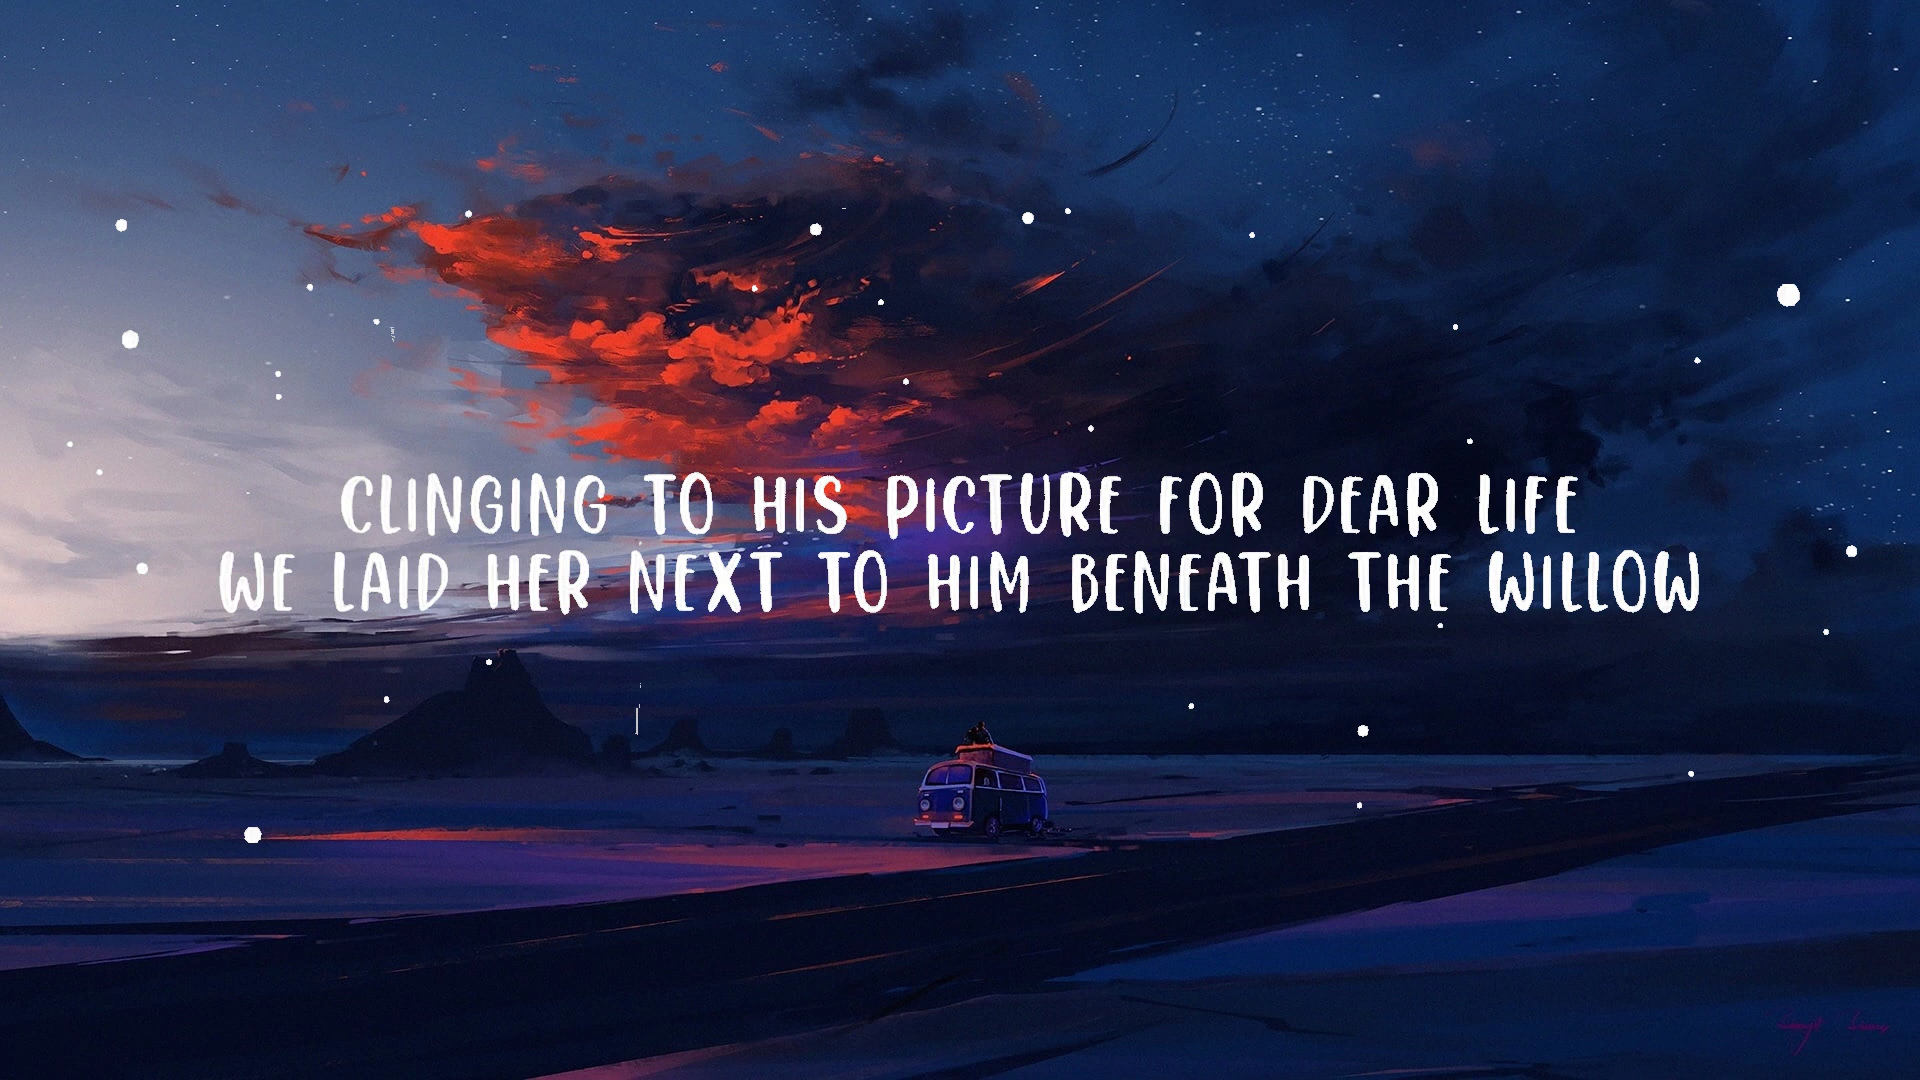 CLINGING TO HIS PICTURE FOR DEAR LIFE
WE LAID HER NEXT TO HIM BENEATH THE WILLOW